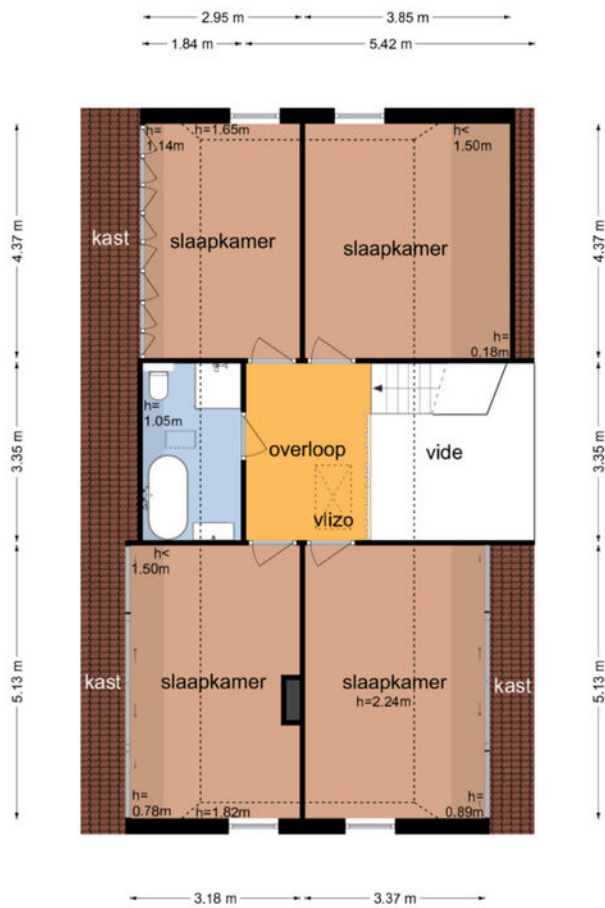 2.95 m
3.85 m
1.84 m
5.42 m
h=
1.14m
h=1.65m
h<
1.50m
4.37 m
4.37 m
kast
slaapkamer
slaapkamer
h=
0.18m
h=
1.05m
3.35 m
3.35 m
overloop
vide
vlizo
h<
1.50m
5.13 m
5.13 m
kast
slaapkamer
slaapkamer
h=2.24m
kast
h=
0.78m
h=1.82m
h=
0.89m
3.18 m
3.37 m